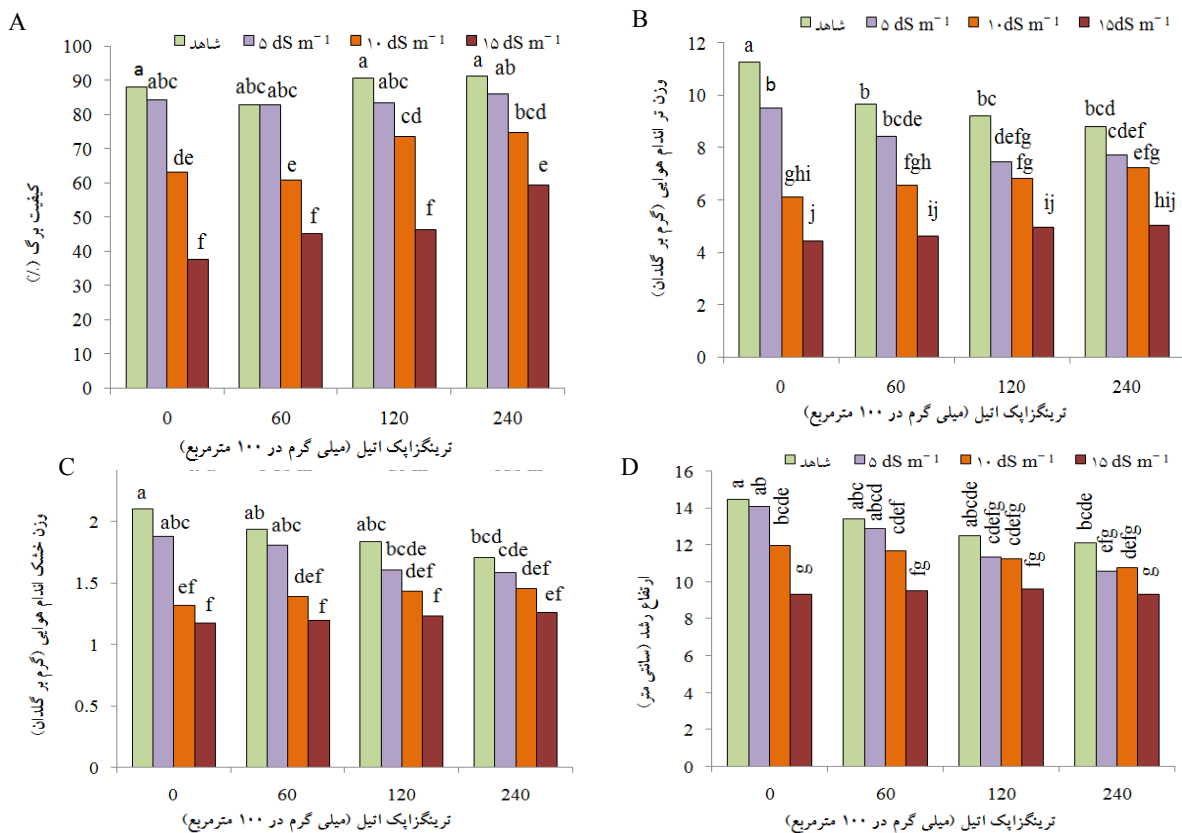 A
شاهد ۵ dS m⁻¹ ۱۰ dS m⁻¹ ۱۵ dS m⁻¹
کیفیت برگ (٪)
100
90
80
70
60
50
40
30
20
10
0
a abc de f
abc abc e f
a abc cd f
a ab bcd e
0 60 120 240
ترینگزاپک اتیل (میلی گرم در ۱۰۰ مترمربع)
B
شاهد ۵ dS m⁻¹ ۱۰dS m⁻¹ ۱۵dS m⁻¹
وزن تر اندام هوایی (گرم بر گلدان)
12
10
8
6
4
2
0
a b ghi j
b bcde fgh ij
bc defg fg ij
bcd cdef efg hij
0 60 120 240
ترینگزاپک اتیل (میلی گرم در ۱۰۰ مترمربع)
C
وزن خشک اندام هوایی (گرم بر گلدان)
2
1.5
1
0.5
0
a abc ef f
ab abc def f
abc bcde def f
bcd cde def ef
0 60 120 240
ترینگزاپک اتیل (میلی گرم در ۱۰۰ مترمربع)
D
شاهد ۵ dS m⁻¹ ۱۰ dS m⁻¹ ۱۵ dS m⁻¹
ارتفاع رشد (سانتی متر)
16
14
12
10
8
6
4
2
0
a ab bcde g
abc abcd cdef fg
abcde cdefg cdefg fg
bcde efg defg g
0 60 120 240
ترینگزاپک اتیل (میلی گرم در ۱۰۰ مترمربع)